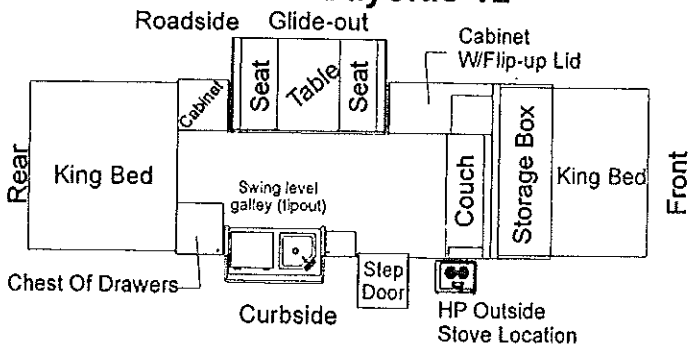 Roadside Glide-out
Cabinet
W/Flip-up Lid
Cabinet
Seat
Table
Seat
Rear
King Bed
Swing level
galley (tipout)
Couch
Storage Box
King Bed
Front
Chest Of Drawers
Curbside
Step
Door
HP Outside
Stove Location